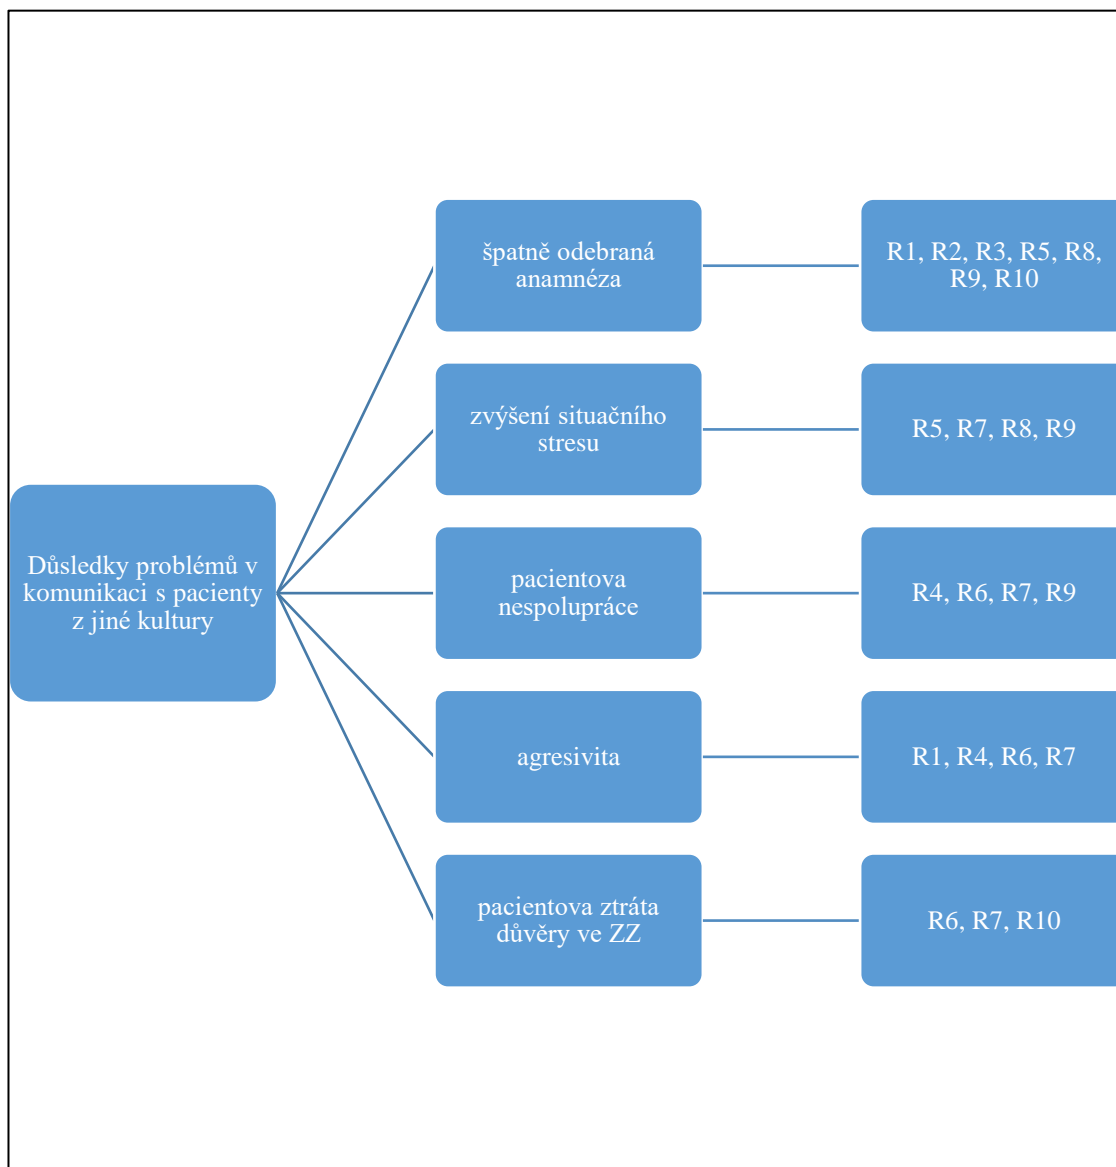 Důsledky problémů v
komunikaci s pacienty
z jiné kultury
špatně odebraná
anamnéza
R1, R2, R3, R5, R8,
R9, R10
zvýšení situačního
stresu
R5, R7, R8, R9
pacientova
nespolupráce
R4, R6, R7, R9
agresivita
R1, R4, R6, R7
pacientova ztráta
důvěry ve ZZ
R6, R7, R10